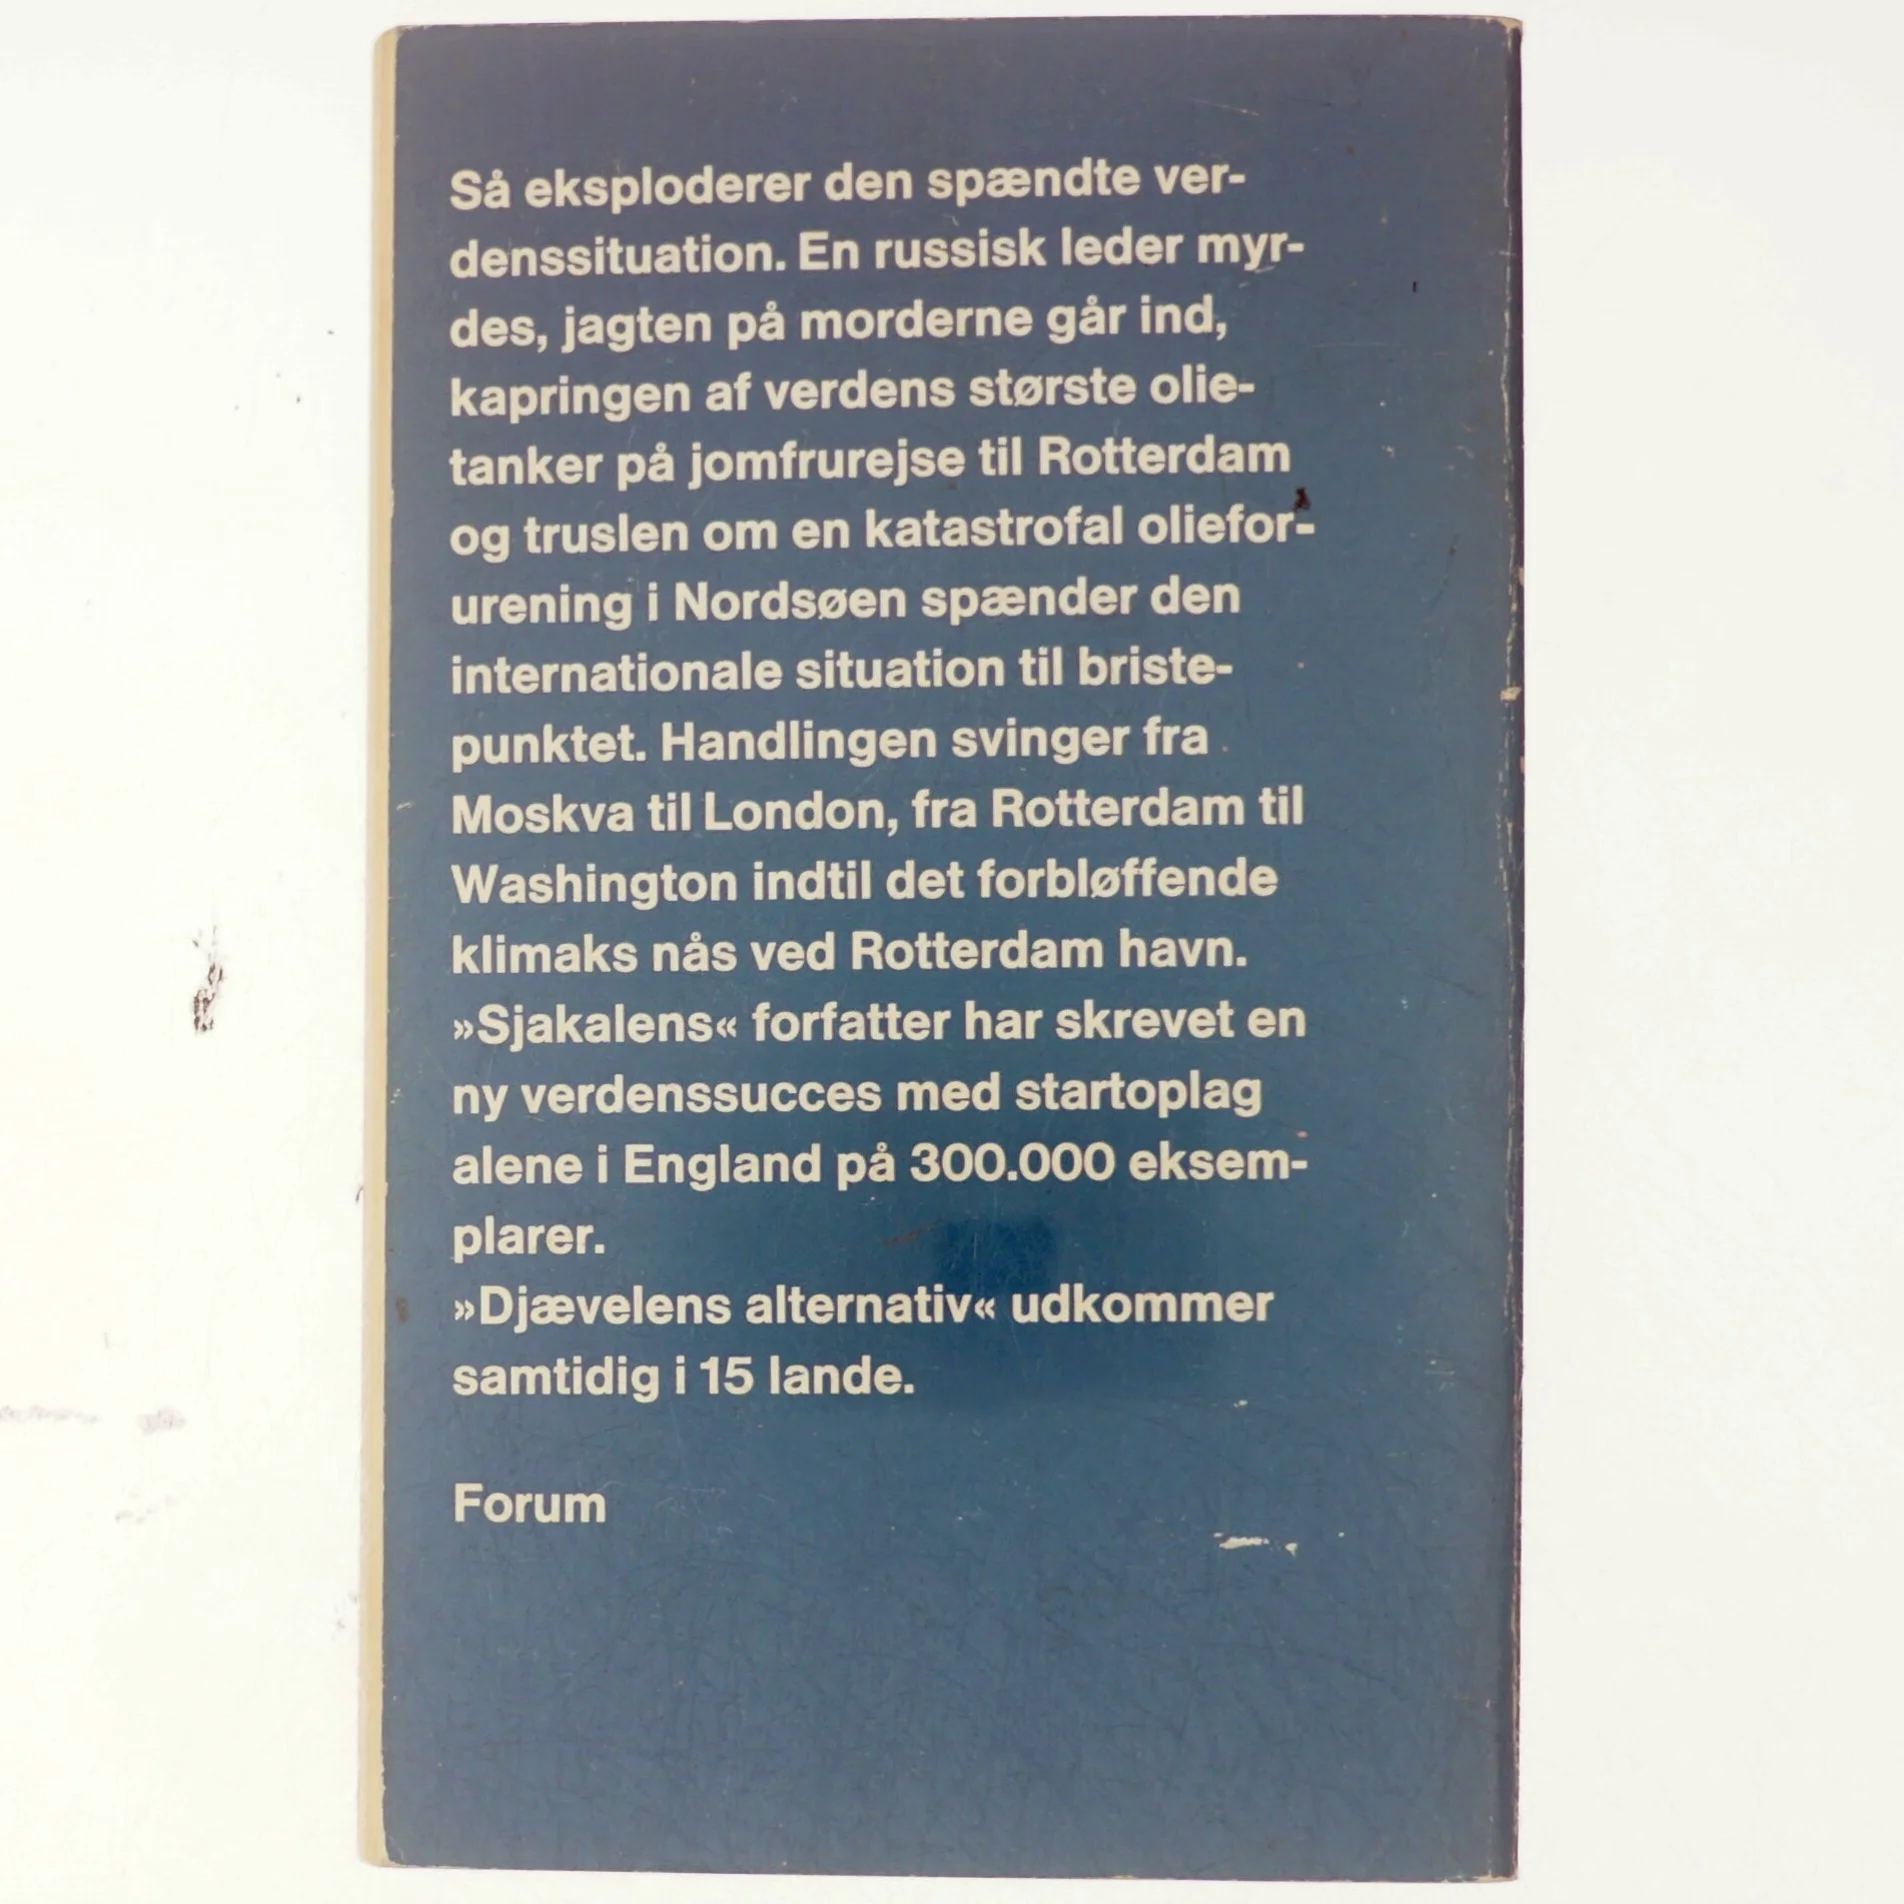 Så eksploderer den spændte ver-
denssituation. En russisk leder myr-
des, jagten på morderne går ind,
kapringen af verdens største olie-
tanker på jomfrurejse til Rotterdam
og truslen om en katastrofal oliefor-
urening i Nordsøen spænder den
internationale situation til briste-
punktet. Handlingen svinger fra
Moskva til London, fra Rotterdam til
Washington indtil det forbløffende
klimaks nås ved Rotterdam havn.
»Sjakalens« forfatter har skrevet en
ny verdenssucces med startoplag
alene i England på 300.000 eksem-
plarer.
»Djævelens alternativ« udkommer
samtidig i 15 lande.
Forum